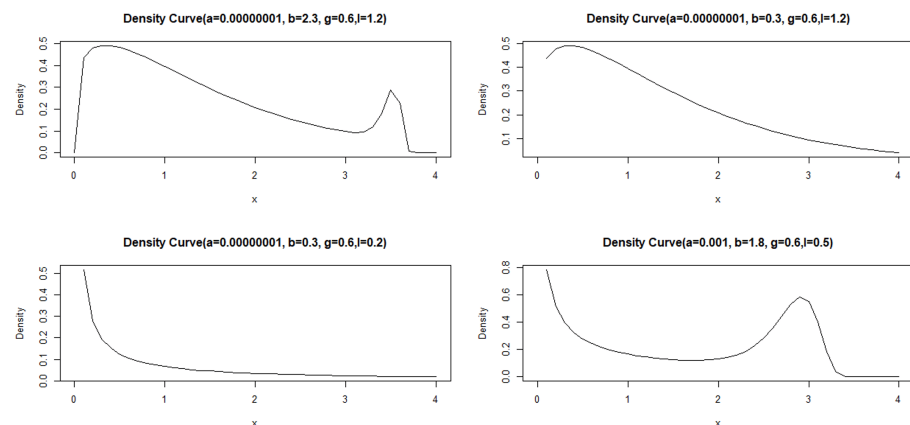 Density Curve(a=0.00000001, b=2.3, g=0.6,l=1.2)
Density
0.0 0.1 0.2 0.3 0.4 0.5
0 1 2 3 4
x
Density Curve(a=0.00000001, b=0.3, g=0.6,l=1.2)
Density
0.1 0.2 0.3 0.4 0.5
0 1 2 3 4
x
Density Curve(a=0.00000001, b=0.3, g=0.6,l=0.2)
Density
0.0 0.1 0.2 0.3 0.4 0.5
0 1 2 3 4
x
Density Curve(a=0.001, b=1.8, g=0.6,l=0.5)
Density
0.0 0.2 0.4 0.6 0.8
0 1 2 3 4
x